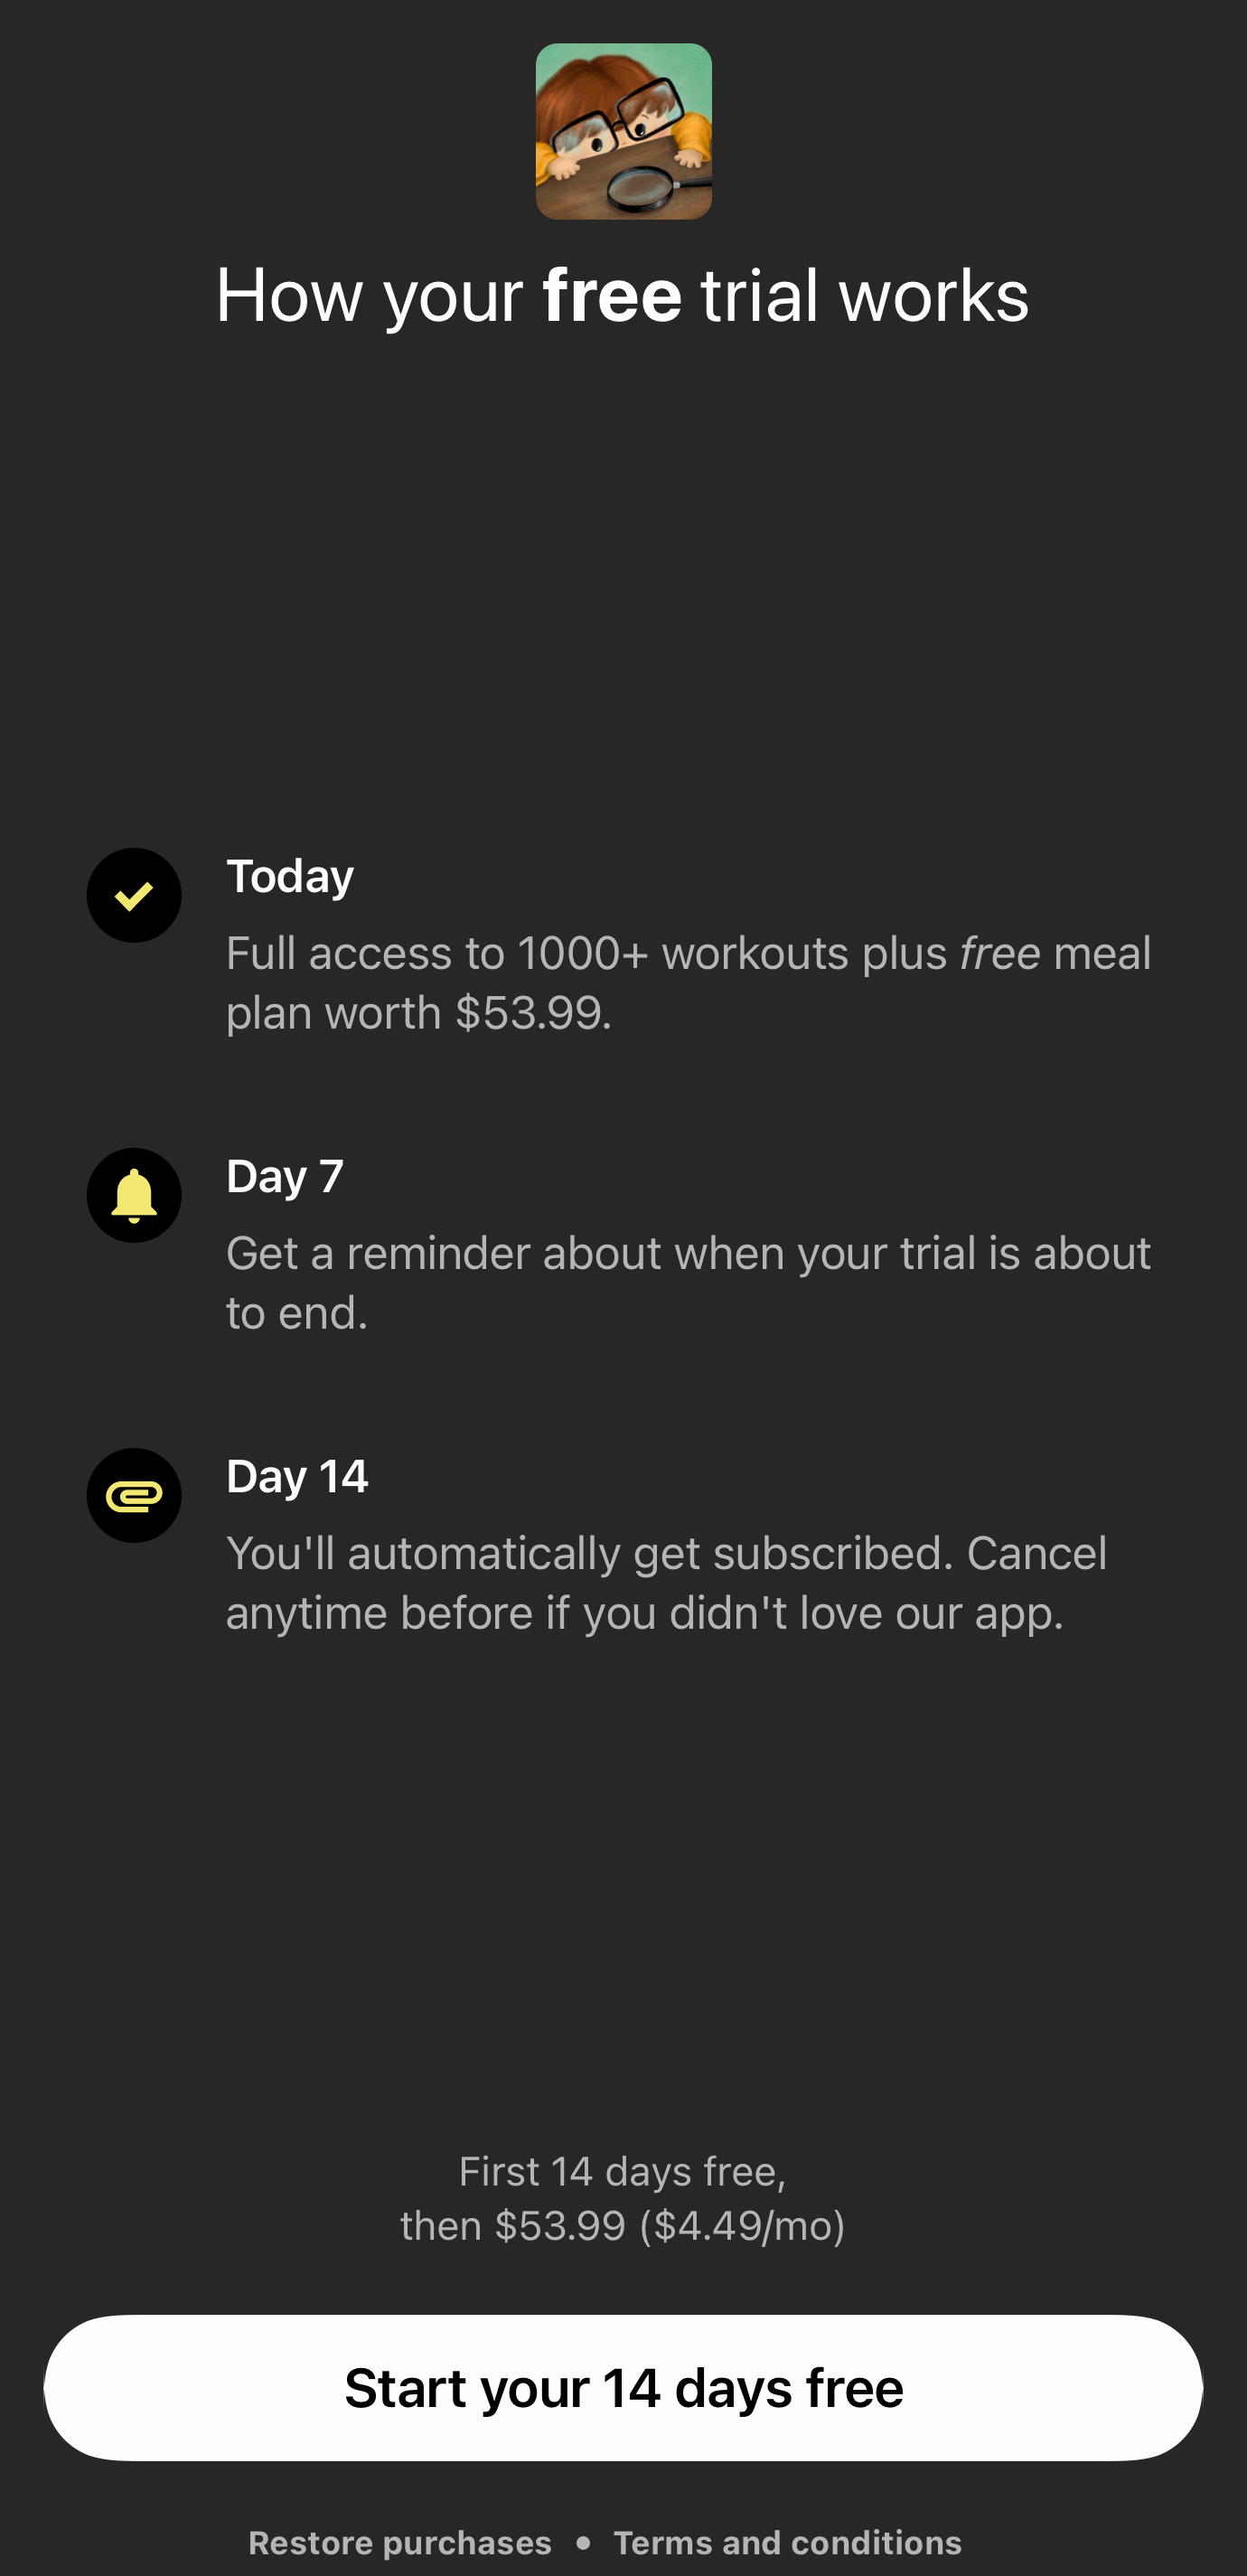 How your free trial works
Today
Full access to 1000+ workouts plus free meal
plan worth $53.99.
Day 7
Get a reminder about when your trial is about
to end.
Day 14
You'll automatically get subscribed. Cancel
anytime before if you didn't love our app.
First 14 days free,
then $53.99 ($4.49/mo)
Start your 14 days free
Restore purchases • Terms and conditions